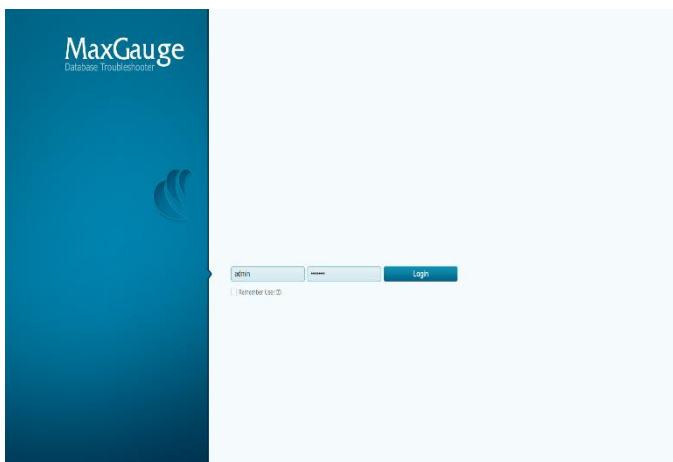 MaxGauge
Database Troubleshooter
admin
Login
Remember User ID